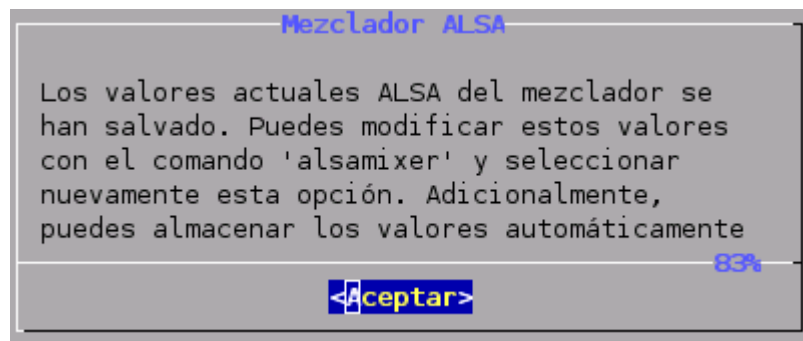 Mezclador ALSA
Los valores actuales ALSA del mezclador se
han salvado. Puedes modificar estos valores
con el comando 'alsamixer' y seleccionar
nuevamente esta opción. Adicionalmente,
puedes almacenar los valores automáticamente
83%
<Aceptar>